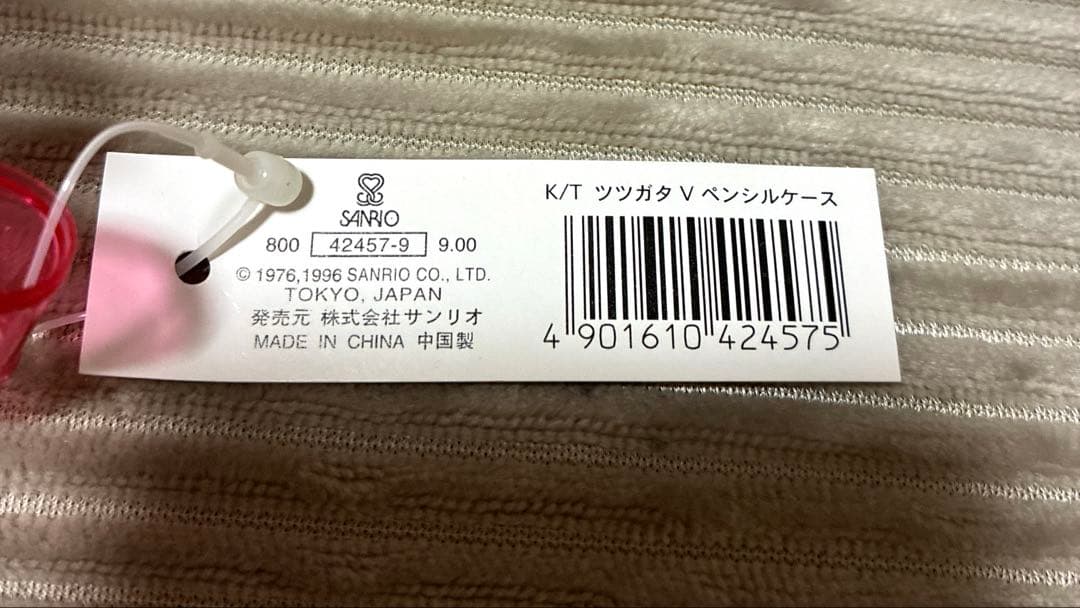 SANRIO
800 42457-9 9.00
© 1976,1996 SANRIO CO., LTD.
TOKYO, JAPAN
発売元 株式会社サンリオ
MADE IN CHINA 中国製
K/T ツツガタ V ペンシルケース
4 901610 424575